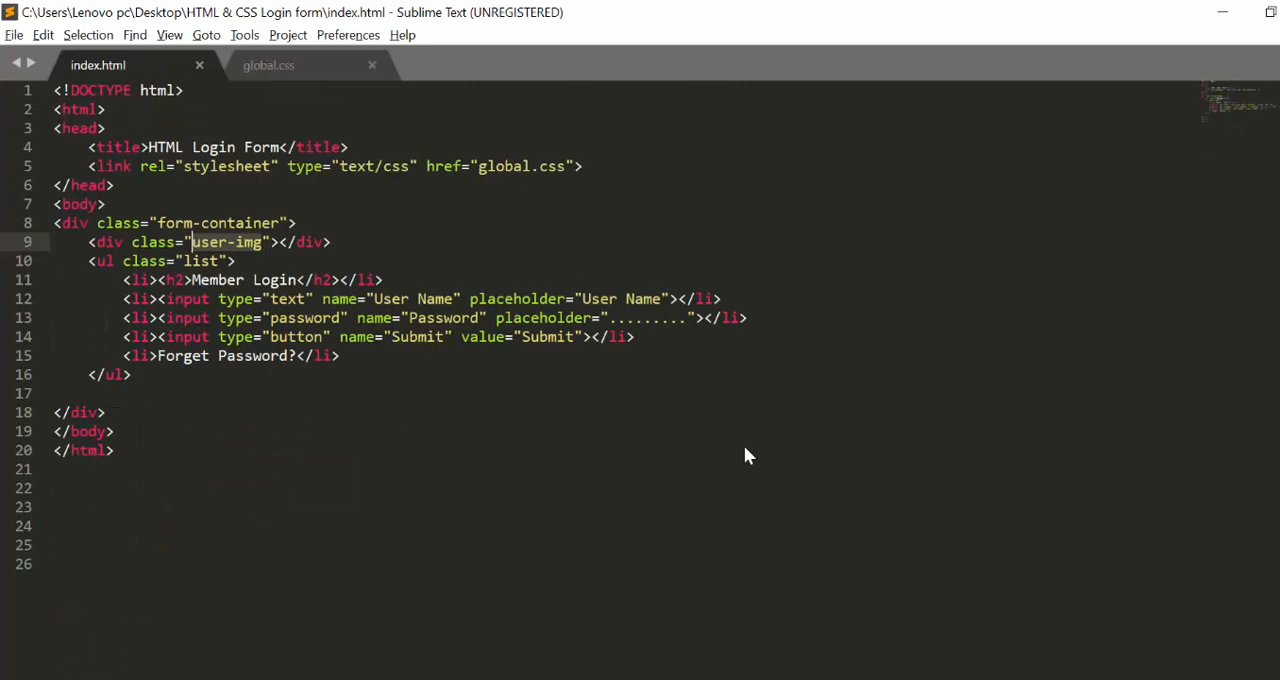 C:\Users\Lenovo pc\Desktop\HTML & CSS Login form\index.html - Sublime Text (UNREGISTERED)
File Edit Selection Find View Goto Tools Project Preferences Help
index.html × global.css ×
1 <!DOCTYPE html>
2 <html>
3 <head>
4 <title>HTML Login Form</title>
5 <link rel="stylesheet" type="text/css" href="global.css">
6 </head>
7 <body>
8 <div class="form-container">
9 <div class="user-img"></div>
10 <ul class="list">
11 <li><h2>Member Login</h2></li>
12 <li><input type="text" name="User Name" placeholder="User Name"></li>
13 <li><input type="password" name="Password" placeholder="........."></li>
14 <li><input type="button" name="Submit" value="Submit"></li>
15 <li>Forget Password?</li>
16 </ul>
17
18 </div>
19 </body>
20 </html>
21
22
23
24
25
26